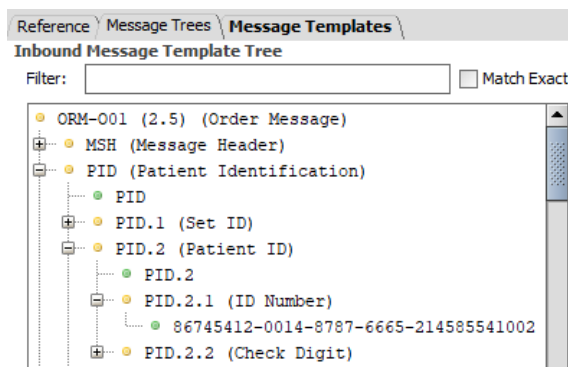 Reference Message Trees Message Templates
Inbound Message Template Tree
Filter: Match Exact
ORM-O01 (2.5) (Order Message)
MSH (Message Header)
PID (Patient Identification)
PID
PID.1 (Set ID)
PID.2 (Patient ID)
PID.2
PID.2.1 (ID Number)
86745412-0014-8787-6665-214585541002
PID.2.2 (Check Digit)